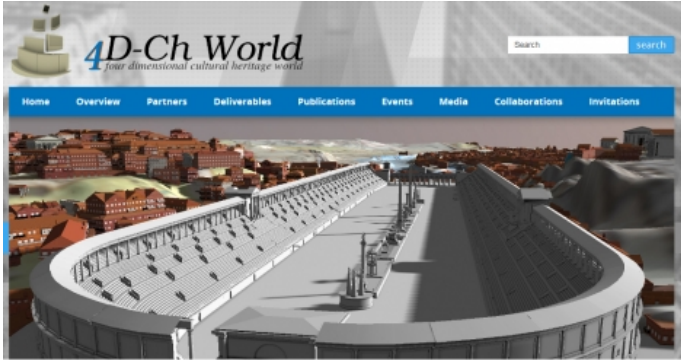 4D-Ch World
four dimensional cultural heritage world
Search
search
Home Overview Partners Deliverables Publications Events Media Collaborations Invitations